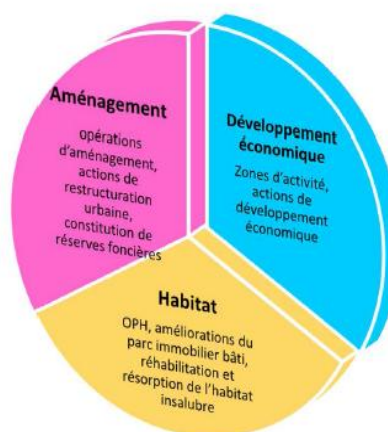 Aménagement
opérations
d'aménagement,
actions de
restructuration
urbaine,
constitution de
réserves foncières
Développement
économique
Zones d'activité,
actions de
développement
économique
Habitat
OPH, améliorations du
parc immobilier bâti,
réhabilitation et
résorption de l'habitat
insalubre